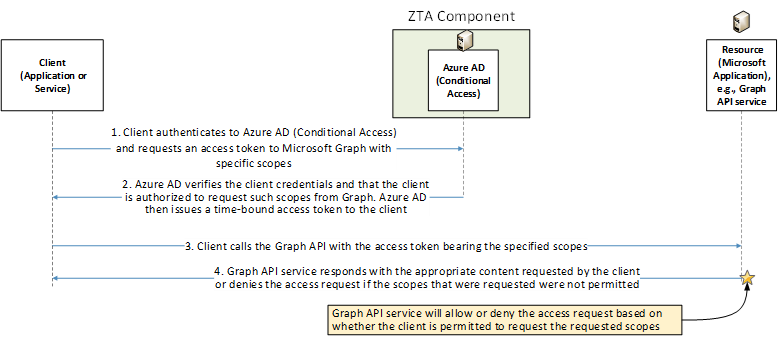 ZTA Component
Client
(Application or
Service)
Azure AD
(Conditional
Access)
Resource
(Microsoft
Application),
e.g., Graph
API service
1. Client authenticates to Azure AD (Conditional Access)
and requests an access token to Microsoft Graph with
specific scopes
2. Azure AD verifies the client credentials and that the client
is authorized to request such scopes from Graph. Azure AD
then issues a time-bound access token to the client
3. Client calls the Graph API with the access token bearing the specified scopes
4. Graph API service responds with the appropriate content requested by the client
or denies the access request if the scopes that were requested were not permitted
Graph API service will allow or deny the access request based on
whether the client is permitted to request the requested scopes